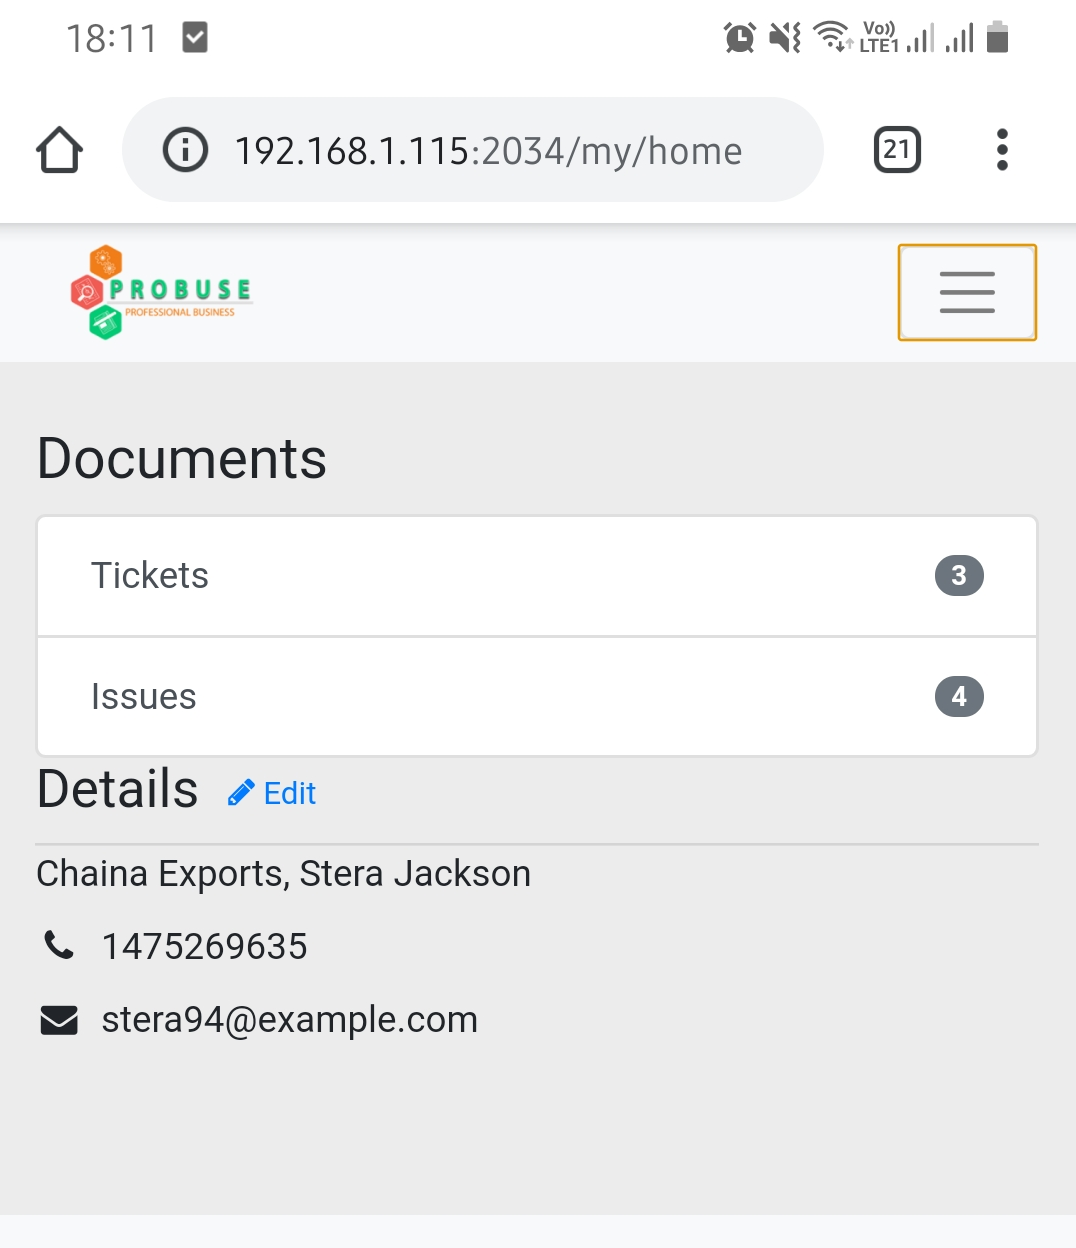 18:11 Vo)) LTE1
192.168.1.115:2034/my/home 21
PROBUSE
PROFESSIONAL BUSINESS
Documents
Tickets 3
Issues 4
Details Edit
Chaina Exports, Stera Jackson
1475269635
stera94@example.com